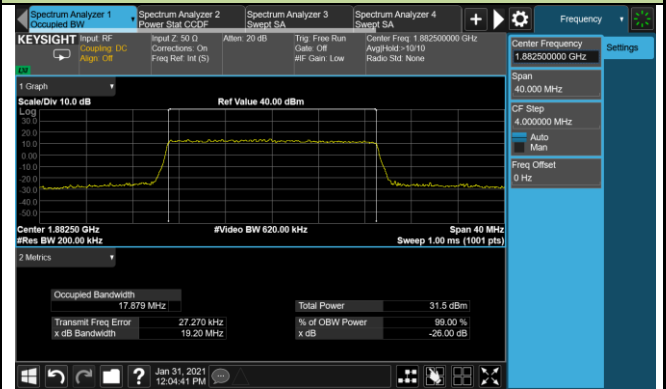 Spectrum Analyzer 1
Occupied BW
Spectrum Analyzer 2
Power Stat CCDF
Spectrum Analyzer 3
Swept SA
Spectrum Analyzer 4
Swept SA
Frequency
KEYSIGHT
Input: RF
Coupling: DC
Align: Off
Input Z: 50 Ω
Corrections: On
Freq Ref: Int (S)
Atten: 20 dB
Trig: Free Run
Gate: Off
#IF Gain: Low
Center Freq: 1.882500000 GHz
Avg|Hold:>10/10
Radio Std: None
Center Frequency
1.882500000 GHz
Settings
Span
40.000 MHz
CF Step
4.000000 MHz
Auto
Man
Freq Offset
0 Hz
1 Graph
Scale/Div 10.0 dB
Ref Value 40.00 dBm
Log
30.0
20.0
10.0
0.00
-10.0
-20.0
-30.0
-40.0
-50.0
Center 1.88250 GHz
#Video BW 620.00 kHz
Span 40 MHz
#Res BW 200.00 kHz
Sweep 1.00 ms (1001 pts)
2 Metrics
Occupied Bandwidth
17.879 MHz
Total Power 31.5 dBm
Transmit Freq Error 27.270 kHz
% of OBW Power 99.00 %
x dB Bandwidth 19.20 MHz
x dB -26.00 dB
Jan 31, 2021
12:04:41 PM